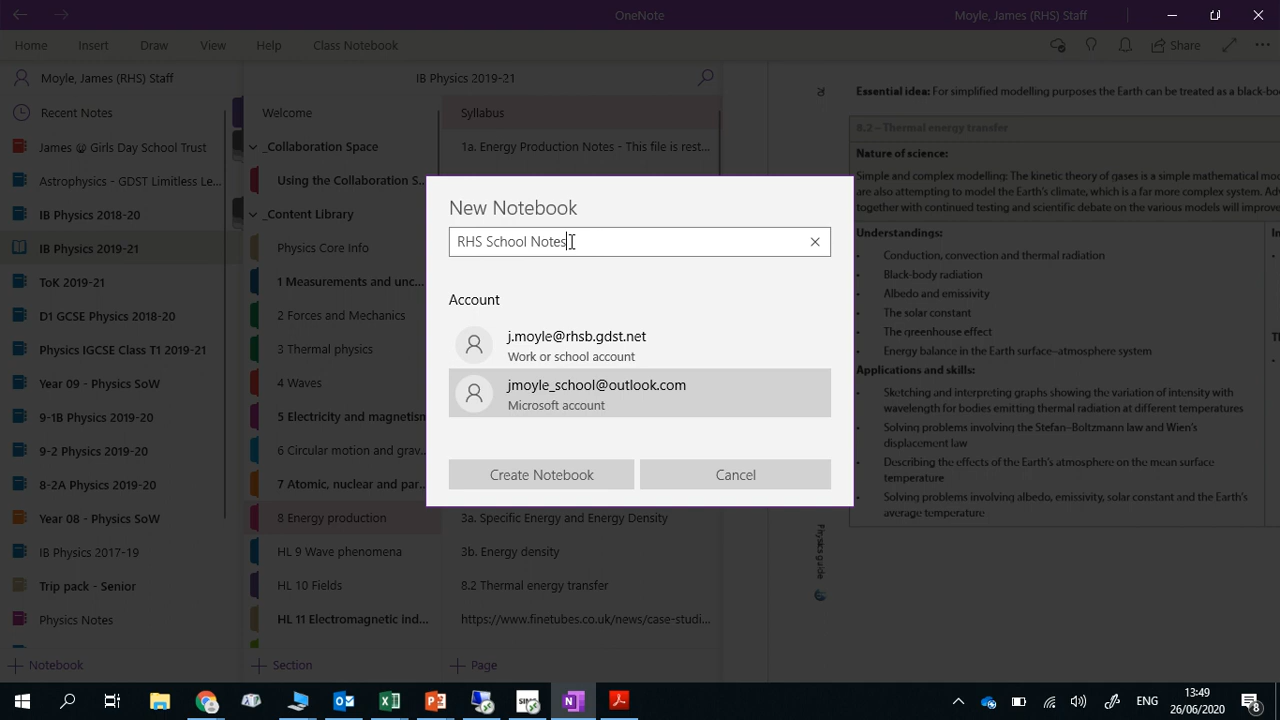 OneNote
Moyle, James (RHS) Staff
Home
Insert
Draw
View
Help
Class Notebook
Share
Moyle, James (RHS) Staff
Recent Notes
James @ Girls Day School Trust
Astrophysics - GDST Limitless Le...
IB Physics 2018-20
IB Physics 2019-21
ToK 2019-21
D1 GCSE Physics 2018-20
Physics IGCSE Class T1 2019-21
Year 09 - Physics SoW
9-1B Physics 2019-20
9-2 Physics 2019-20
8-2A Physics 2019-20
Year 08 - Physics SoW
IB Physics 2017-19
Trip pack - Senior
Physics Notes
Notebook
IB Physics 2019-21
Welcome
_Collaboration Space
Using the Collaboration S...
_Content Library
Physics Core Info
1 Measurements and unc...
2 Forces and Mechanics
3 Thermal physics
4 Waves
5 Electricity and magnetism
6 Circular motion and grav...
7 Atomic, nuclear and par...
8 Energy production
HL 9 Wave phenomena
HL 10 Fields
HL 11 Electromagnetic ind...
Section
Syllabus
1a. Energy Production Notes - This file is rest...
3a. Specific Energy and Energy Density
3b. Energy density
8.2 Thermal energy transfer
https://www.finetubes.co.uk/news/case-studi...
Page
New Notebook
RHS School Notes
Account
j.moyle@rhsb.gdst.net
Work or school account
jmoyle_school@outlook.com
Microsoft account
Create Notebook
Cancel
Essential idea: For simplified modelling purposes the Earth can be treated as a black-bo
8.2 – Thermal energy transfer
Nature of science:
Simple and complex modelling: The kinetic theory of gases is a simple mathematical mod
are also attempting to model the Earth's climate, which is a far more complex system. Adv
together with continued testing and scientific debate on the various models will improve
Understandings:
• Conduction, convection and thermal radiation
• Black-body radiation
• Albedo and emissivity
• The solar constant
• The greenhouse effect
• Energy balance in the Earth surface–atmosphere system
Applications and skills:
• Sketching and interpreting graphs showing the variation of intensity with
wavelength for bodies emitting thermal radiation at different temperatures
• Solving problems involving the Stefan–Boltzmann law and Wien's
displacement law
• Describing the effects of the Earth's atmosphere on the mean surface
temperature
• Solving problems involving albedo, emissivity, solar constant and the Earth's
average temperature
Physics guide
ENG
13:49
26/06/2020
8